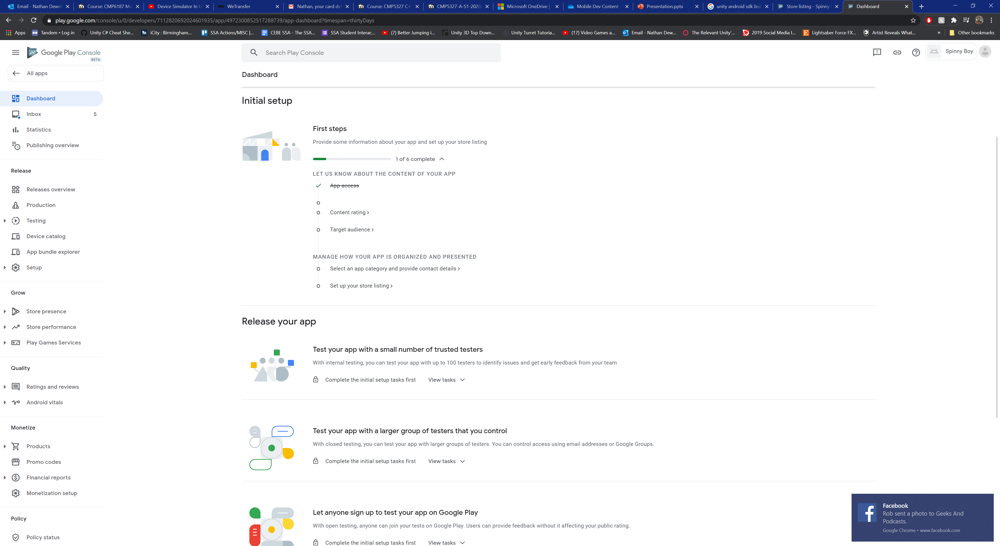 Email - Nathan Dewell
Course: CMP6187 Mo
Device Simulator In U
WeTransfer
Nathan, your card det
Course: CMP5327 C+
CMP5327-A-S1-2020/
Microsoft OneDrive |
Mobile Dev Content -
Presentation.pptx
unity android sdk buil
Store listing - Spinny
Dashboard
play.google.com/console/u/0/developers/7112820692024601935/app/4972300852517288739/app-dashboard?timespan=thirtyDays
Apps
Tandem • Log in
Unity C# Cheat She...
iCity : Birmingham...
SSA Actions/MISC |...
CEBE SSA - The SSA...
SSA Student Interac...
(7) Better Jumping i...
Unity 3D Top Down...
Unity Turret Tutoria...
(17) Video Games a...
Email - Nathan Dew...
The Relevant Unity'...
2019 Social Media I...
Lightsaber Force FX...
Artist Reveals What...
»
Other bookmarks
Google Play Console
BETA
Search Play Console
Spinny Boy
All apps
Dashboard
Inbox 5
Statistics
Publishing overview
Release
Releases overview
Production
Testing
Device catalog
App bundle explorer
Setup
Grow
Store presence
Store performance
Play Games Services
Quality
Ratings and reviews
Android vitals
Monetize
Products
Promo codes
Financial reports
Monetization setup
Policy
Policy status
Dashboard
Initial setup
First steps
Provide some information about your app and set up your store listing
1 of 6 complete
LET US KNOW ABOUT THE CONTENT OF YOUR APP
App access
Content rating
Target audience
MANAGE HOW YOUR APP IS ORGANIZED AND PRESENTED
Select an app category and provide contact details
Set up your store listing
Release your app
Test your app with a small number of trusted testers
With internal testing, you can test your app with up to 100 testers to identify issues and get early feedback from your team
Complete the initial setup tasks first View tasks
Test your app with a larger group of testers that you control
With closed testing, you can test your app with larger groups of testers. You can control access using email addresses or Google Groups.
Complete the initial setup tasks first View tasks
Let anyone sign up to test your app on Google Play
With open testing, anyone can join your tests on Google Play. Users can provide feedback without it affecting your public rating.
Complete the initial setup tasks first View tasks
Facebook
Rob sent a photo to Geeks And
Podcasts.
Google Chrome • www.facebook.com